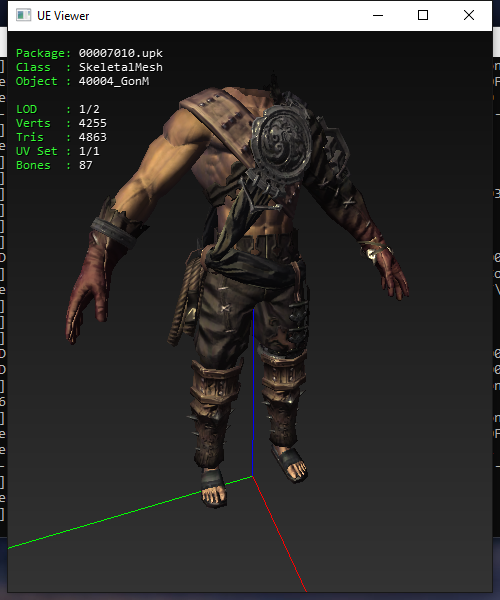 UE Viewer
Package: 00007010.upk
Class  : SkeletalMesh
Object : 40004_GonM
LOD    : 1/2
Verts  : 4255
Tris   : 4863
UV Set : 1/1
Bones  : 87